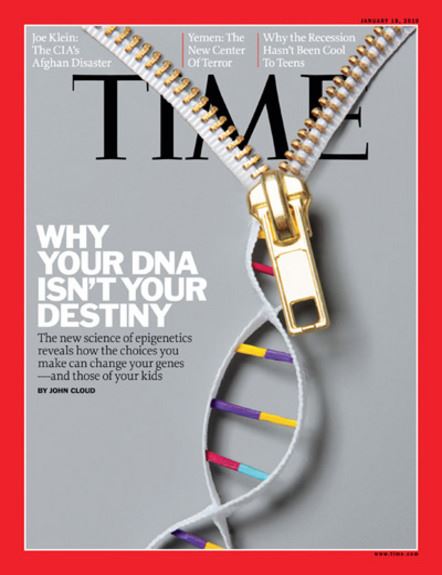 JANUARY 18, 2010
Joe Klein:
The CIA's
Afghan Disaster
Yemen: The
New Center
Of Terror
Why the Recession
Hasn't Been Cool
To Teens
TIME
WHY
YOUR DNA
ISN'T YOUR
DESTINY
The new science of epigenetics
reveals how the choices you
make can change your genes
—and those of your kids
BY JOHN CLOUD
www.time.com